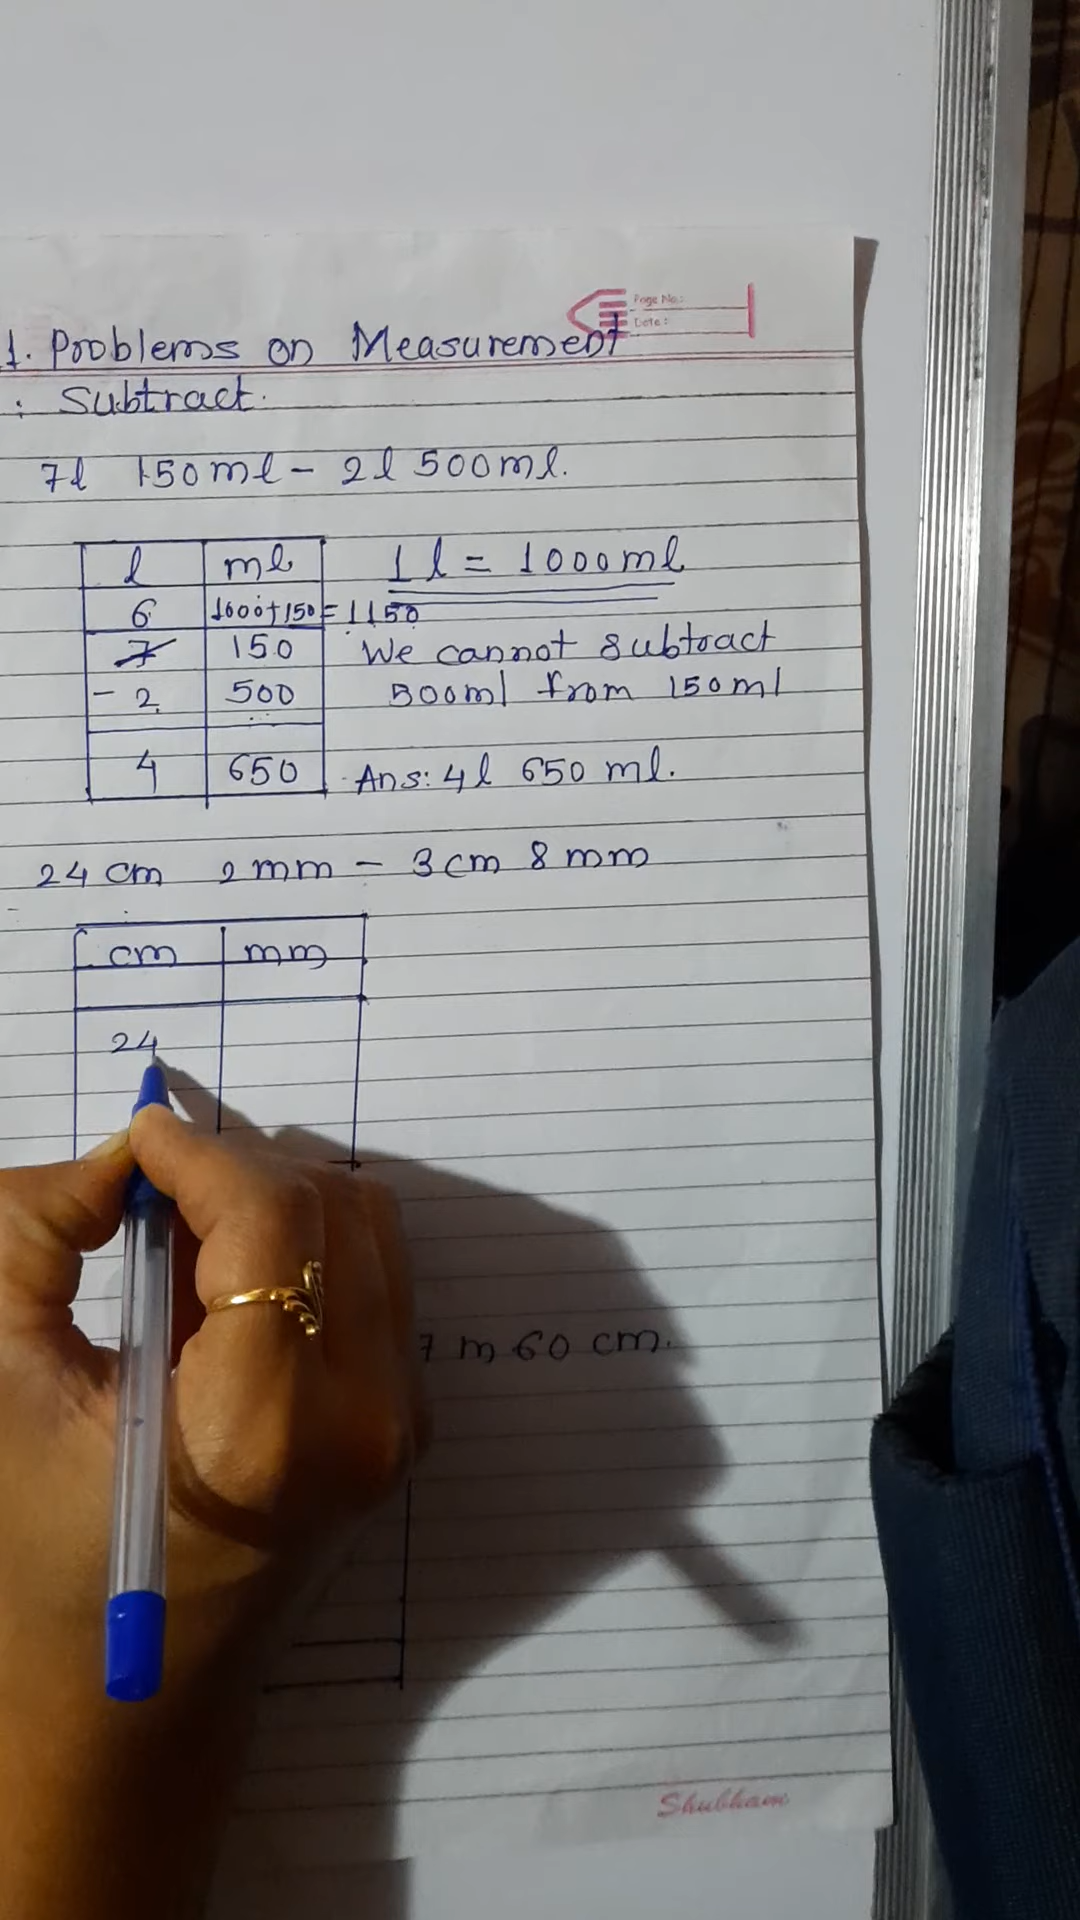 Page No.:
Date:
1. Problems on Measurement
: Subtract.
7l 150ml - 2l 500ml.
l ml 1l = 1000ml
6 1000+150=1150
7 150 We cannot subtract
- 2 500 500ml from 150ml
4 650 Ans: 4l 650 ml.
24 cm 2 mm - 3 cm 8 mm
cm mm
24
7 m 60 cm.
Shubham